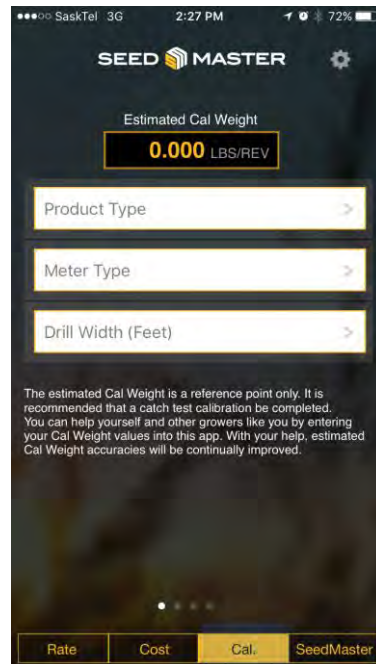 SaskTel 3G 2:27 PM 72%
SEED MASTER
Estimated Cal Weight
0.000 LBS/REV
Product Type >
Meter Type >
Drill Width (Feet) >
The estimated Cal Weight is a reference point only. It is
recommended that a catch test calibration be completed.
You can help yourself and other growers like you by entering
your Cal Weight values into this app. With your help, estimated
Cal Weight accuracies will be continually improved.
Rate Cost Cal. SeedMaster